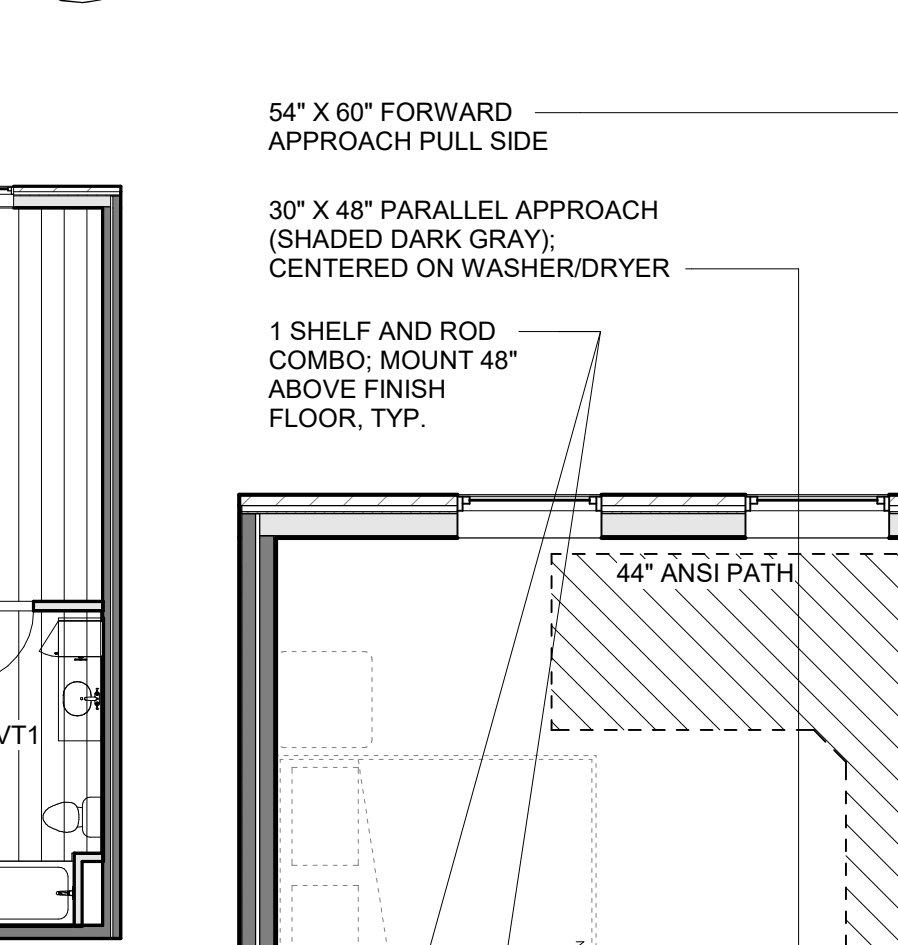 54" X 60" FORWARD
APPROACH PULL SIDE
30" X 48" PARALLEL APPROACH
(SHADED DARK GRAY);
CENTERED ON WASHER/DRYER
1 SHELF AND ROD
COMBO; MOUNT 48"
ABOVE FINISH
FLOOR, TYP.
44" ANSI PATH
VT1